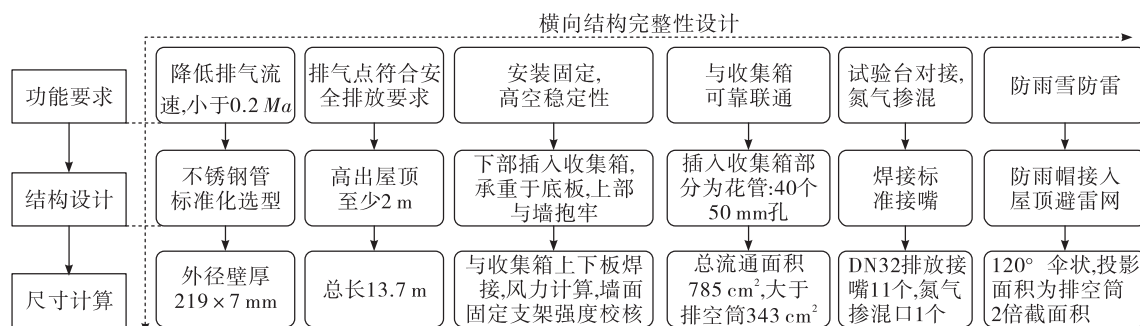 横向结构完整性设计
功能要求
降低排气流
速,小于0.2 Ma
排气点符合安
全排放要求
安装固定,
高空稳定性
与收集箱
可靠联通
试验台对接,
氮气掺混
防雨雪防雷
结构设计
不锈钢管
标准化选型
高出屋顶
至少2 m
下部插入收集箱,
承重于底板,上部
与墙抱牢
插入收集箱部
分为花管:40个
50 mm孔
焊接标
准接嘴
防雨帽接入
屋顶避雷网
尺寸计算
外径壁厚
219×7 mm
总长13.7 m
与收集箱上下板焊
接,风力计算,墙面
固定支架强度校核
总流通面积
785 cm²,大于
排空筒343 cm²
DN32排放接
嘴11个,氮气
掺混口1个
120° 伞状,投影
面积为排空筒
2倍截面积